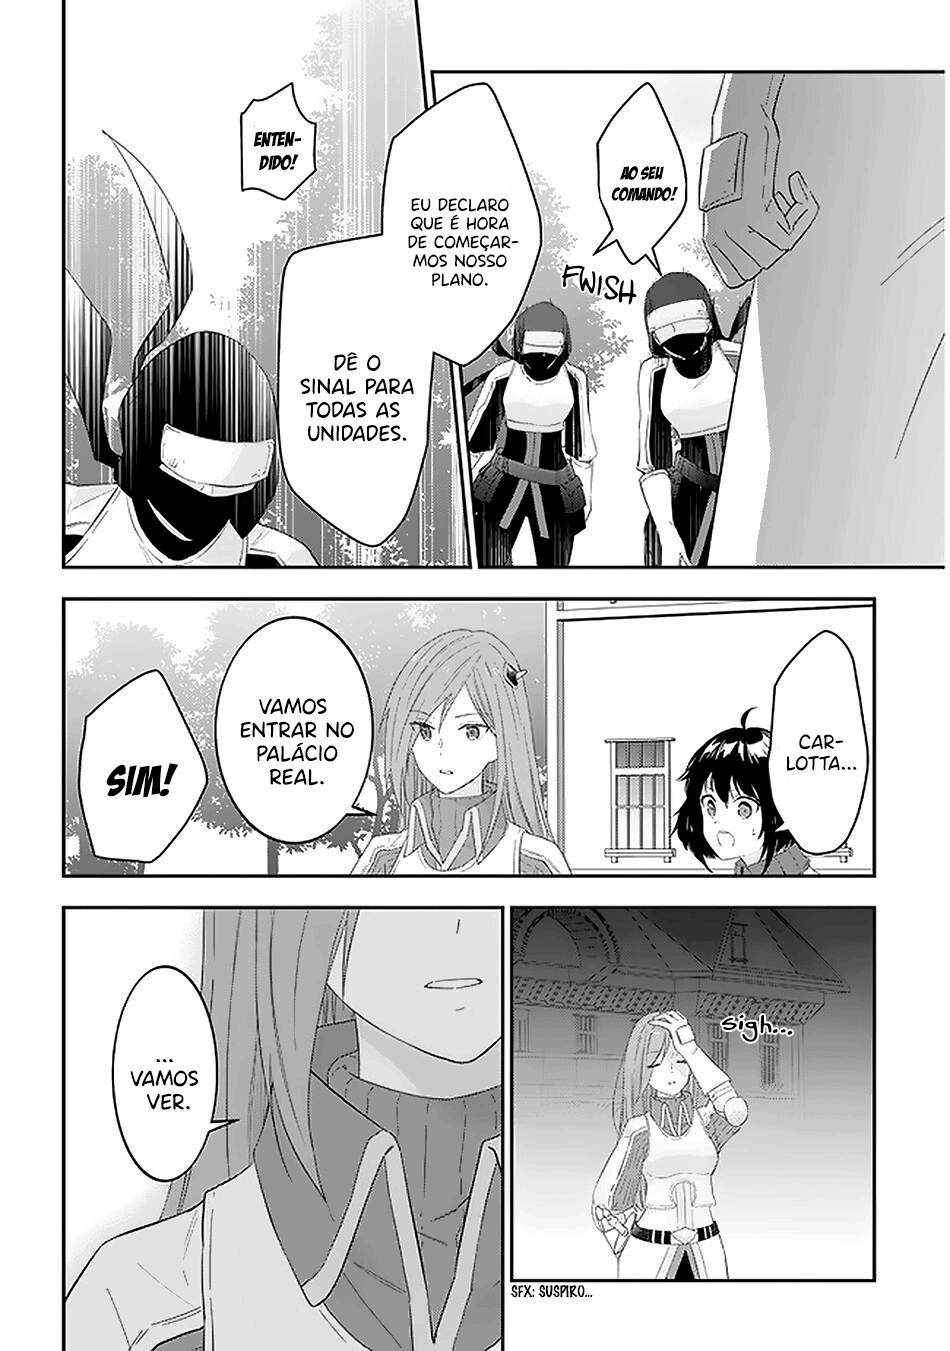 AO SEU
COMANDO!
FWISH
EU DECLARO
QUE É HORA
DE COMEÇAR-
MOS NOSSO
PLANO.
DÊ O
SINAL PARA
TODAS AS
UNIDADES.
ENTEN-
DIDO!
CAR-
LOTTA...
VAMOS
ENTRAR NO
PALÁCIO
REAL.
SIM!
sigh...
SFX: SUSPIRO...
...
VAMOS
VER.